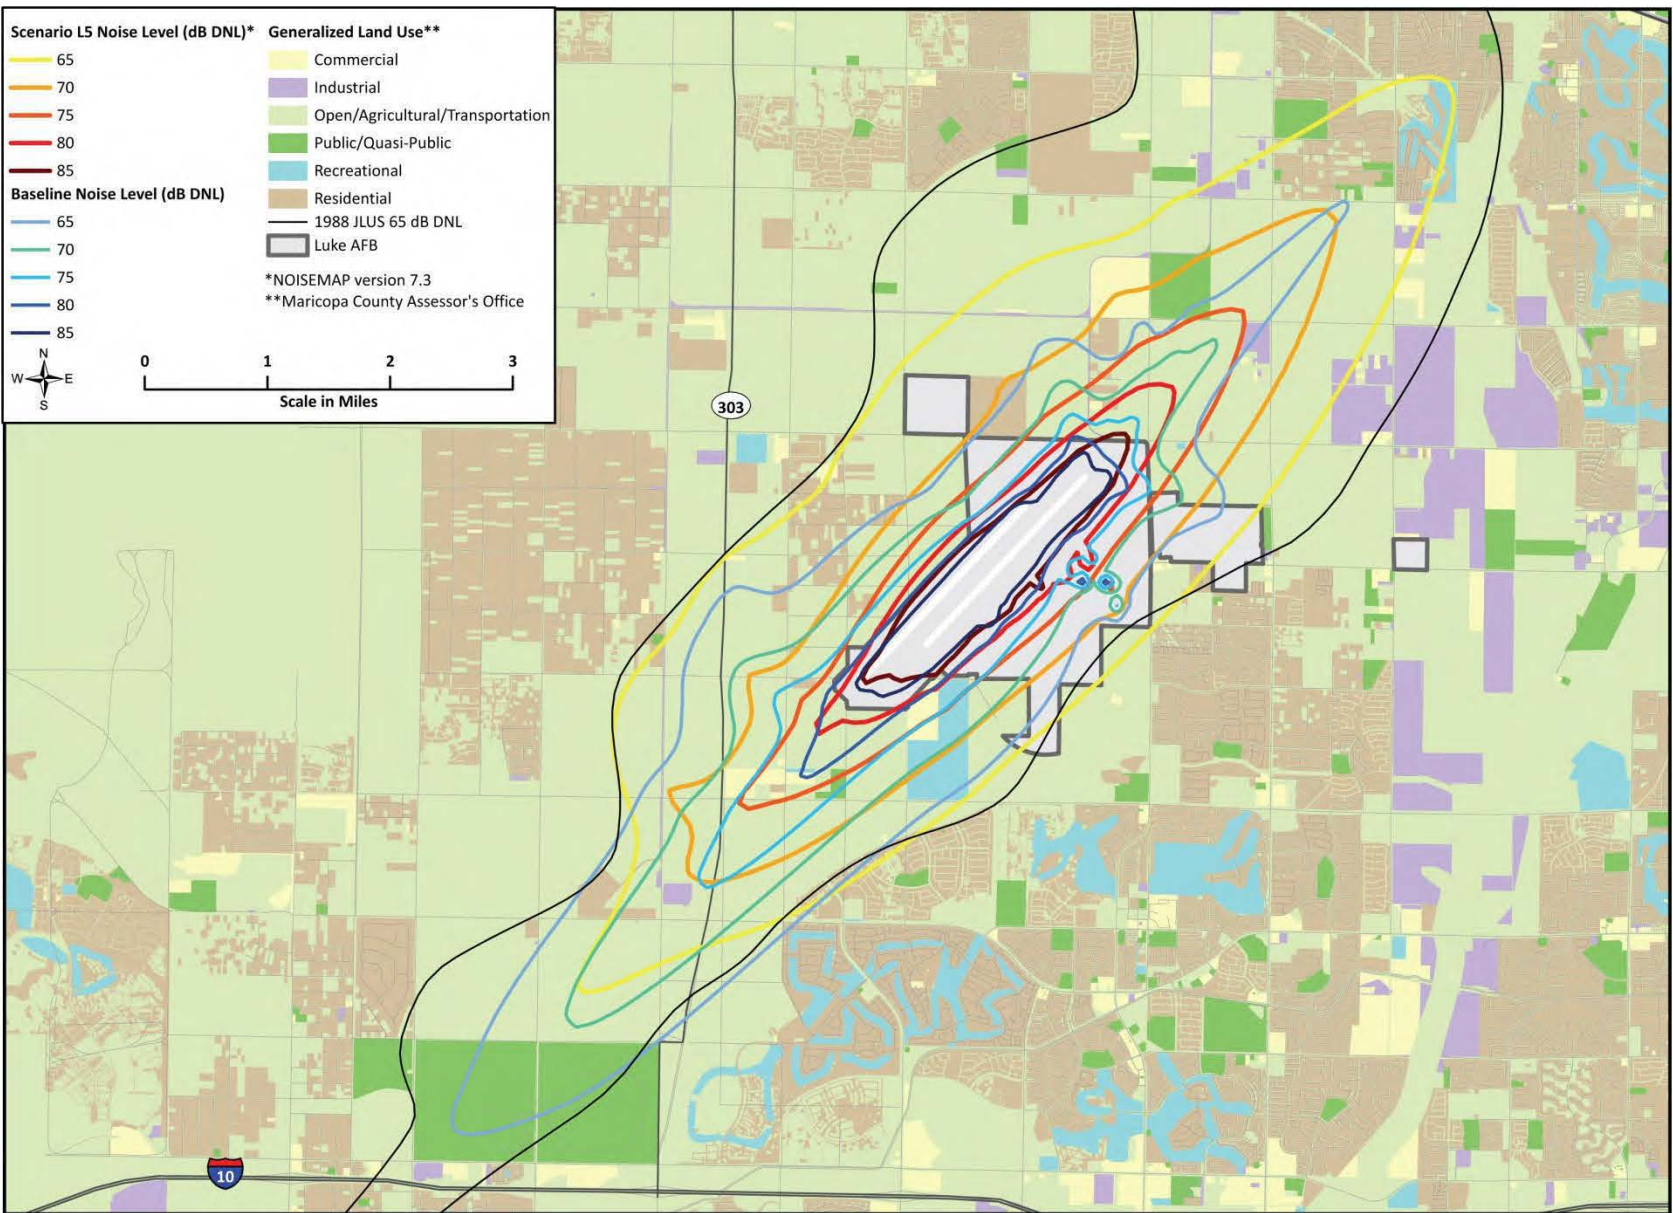 Scenario L5 Noise Level (dB DNL)*
65
70
75
80
85
Baseline Noise Level (dB DNL)
65
70
75
80
85
Generalized Land Use**
Commercial
Industrial
Open/Agricultural/Transportation
Public/Quasi-Public
Recreational
Residential
1988 JLUS 65 dB DNL
Luke AFB
*NOISEMAP version 7.3
**Maricopa County Assessor's Office
N
W E
S
0 1 2 3
Scale in Miles
303
10